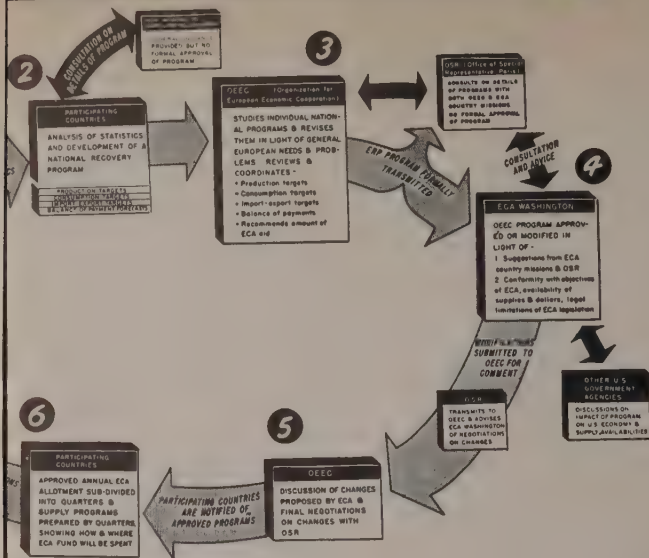 CONSULTATION ON
DETAILS OF PROGRAM
PROVIDED BUT NO
FORMAL APPROVAL
OF PROGRAM
2
PARTICIPATING
COUNTRIES
ANALYSIS OF STATISTICS
AND DEVELOPMENT OF A
NATIONAL RECOVERY
PROGRAM
PRODUCTION TARGETS
CONSUMPTION TARGETS
IMPORT EXPORT TARGETS
BALANCE OF PAYMENT FORECASTS
3
OEEC (Organization for
European Economic Cooperation)
STUDIES INDIVIDUAL NATION-
AL PROGRAMS & REVISES
THEM IN LIGHT OF GENERAL
EUROPEAN NEEDS & PROB-
LEMS REVIEWS &
COORDINATES -
• Production targets
• Consumption targets
• Import-export targets
• Balance of payments
• Recommends amount of
ECA aid
OSR (Office of Special
Representative, Paris)
CONSULTS ON DETAILS
OF PROGRAMS WITH
BOTH OEEC & ECA
COUNTRY MISSIONS
NO FORMAL APPROVAL
OF PROGRAM
ERP PROGRAM FORMALLY
TRANSMITTED
CONSULTATION
AND ADVICE
4
ECA WASHINGTON
OEEC PROGRAM APPROV-
ED OR MODIFIED IN
LIGHT OF -
1 Suggestions from ECA
country missions & OSR
2 Conformity with objectives
of ECA, availability of
supplies & dollars, legal
limitations of ECA legislation
OTHER U.S.
GOVERNMENT
AGENCIES
DISCUSSIONS ON
IMPACT OF PROGRAM
ON U.S. ECONOMY &
SUPPLY AVAILABILITIES
SUBMITTED TO
OEEC FOR
COMMENT
OSR
TRANSMITS TO
OEEC & ADVISES
ECA WASHINGTON
OF NEGOTIATIONS
ON CHANGES
5
OEEC
DISCUSSION OF CHANGES
PROPOSED BY ECA &
FINAL NEGOTIATIONS
ON CHANGES WITH
OSR
PARTICIPATING COUNTRIES
ARE NOTIFIED OF
APPROVED PROGRAMS
6
PARTICIPATING
COUNTRIES
APPROVED ANNUAL ECA
ALLOTMENT SUB-DIVIDED
INTO QUARTERS &
SUPPLY PROGRAMS
PREPARED BY QUARTERS,
SHOWING HOW & WHERE
ECA FUND WILL BE SPENT